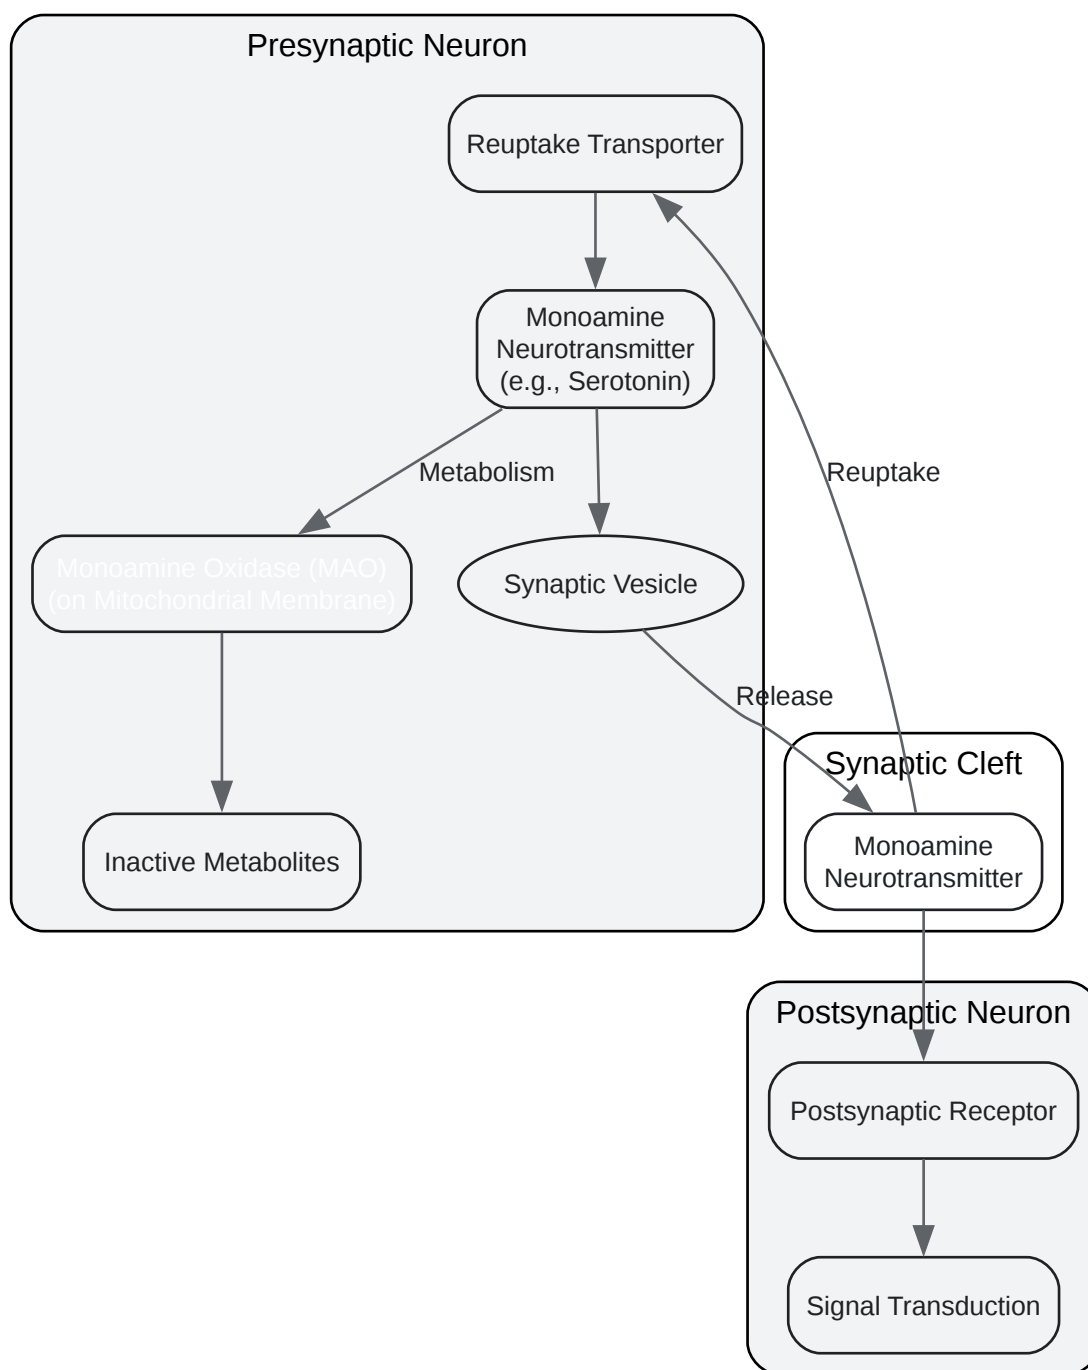 Presynaptic Neuron
Reuptake Transporter
Monoamine
Neurotransmitter
(e.g., Serotonin)
Metabolism
Reuptake
Monoamine Oxidase (MAO)
(on Mitochondrial Membrane)
Synaptic Vesicle
Release
Synaptic Cleft
Monoamine
Neurotransmitter
Inactive Metabolites
Postsynaptic Neuron
Postsynaptic Receptor
Signal Transduction